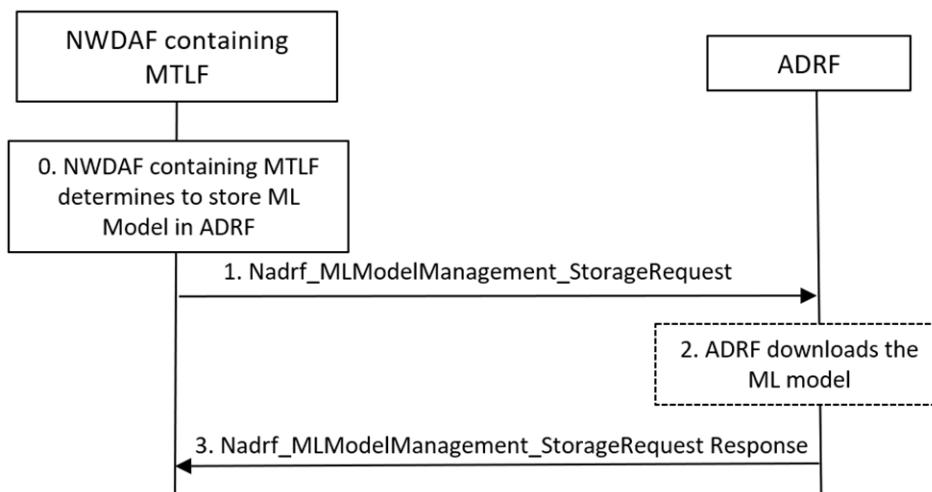 NWDAF containing
MTLF
ADRF
0. NWDAF containing MTLF
determines to store ML
Model in ADRF
1. Nadrf_MLModelManagement_StorageRequest
2. ADRF downloads the
ML model
3. Nadrf_MLModelManagement_StorageRequest Response